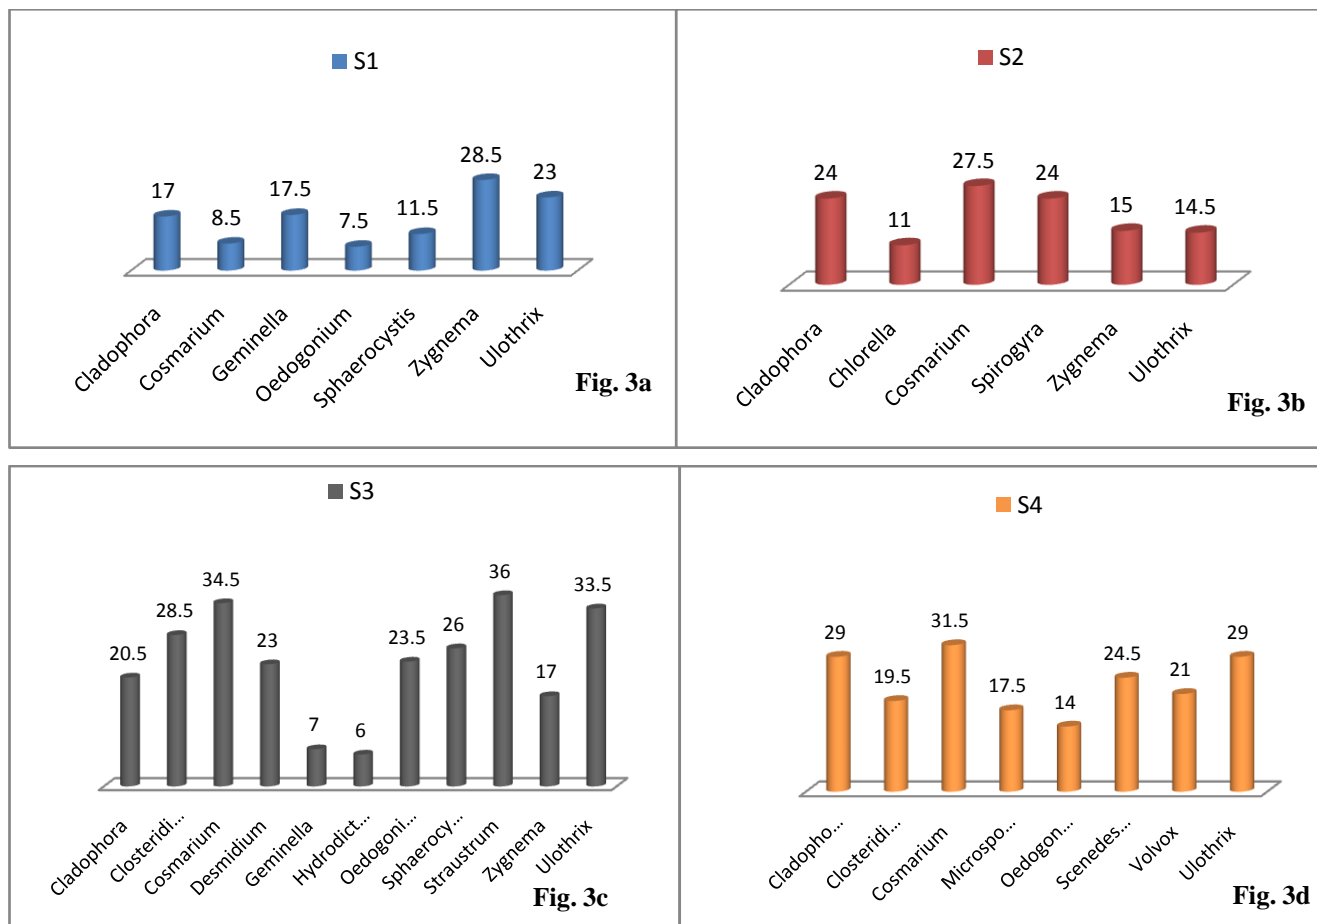 S1
28.5
23
17
17.5
11.5
8.5
7.5
Cladophora
Cosmarium
Geminella
Oedogonium
Sphaerocystis
Zygnema
Ulothrix
Fig. 3a
S2
27.5
24
24
15
14.5
11
Cladophora
Chlorella
Cosmarium
Spirogyra
Zygnema
Ulothrix
Fig. 3b
S3
36
34.5
33.5
28.5
26
23.5
23
20.5
17
7
6
Cladophora
Closteridi...
Cosmarium
Desmidium
Geminella
Hydrodict...
Oedogoni...
Sphaerocy...
Straustrum
Zygnema
Ulothrix
Fig. 3c
S4
31.5
29
29
24.5
21
19.5
17.5
14
Cladopho...
Closteridi...
Cosmarium
Microspo...
Oedogon...
Scenedes...
Volvox
Ulothrix
Fig. 3d